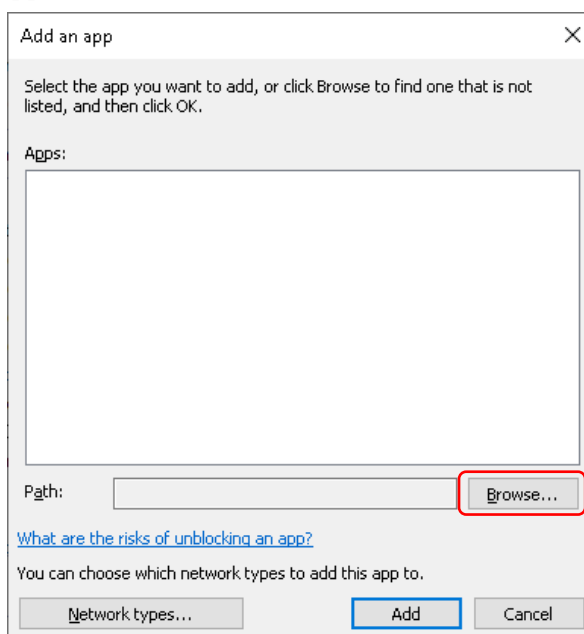 Add an app
Select the app you want to add, or click Browse to find one that is not
listed, and then click OK.
Apps:
Path:
Browse...
What are the risks of unblocking an app?
You can choose which network types to add this app to.
Network types...
Add
Cancel